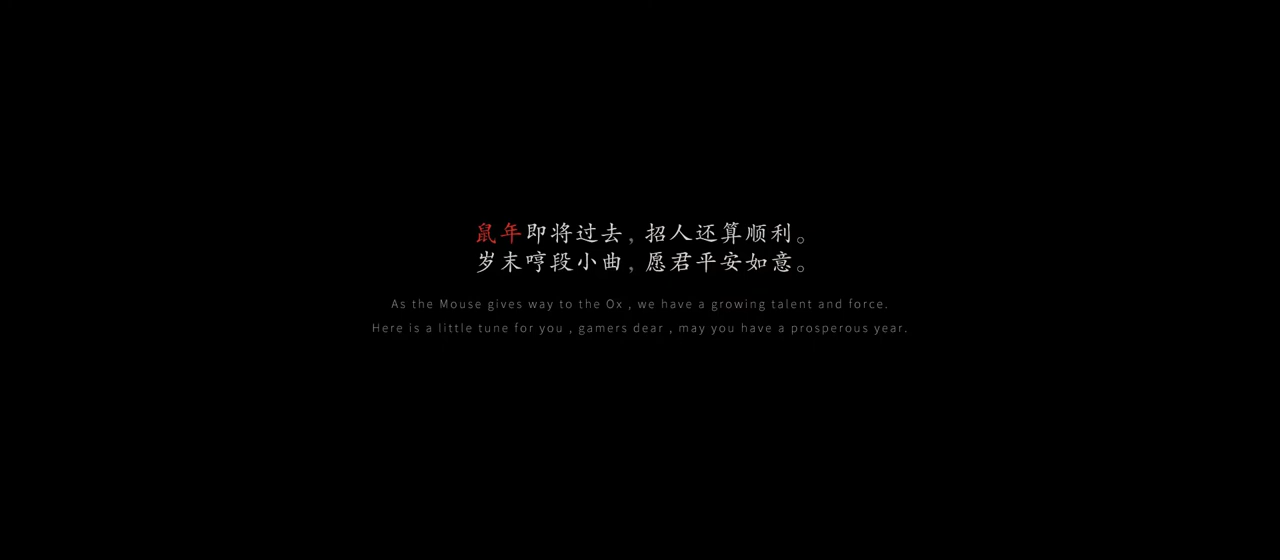 鼠年即将过去，招人还算顺利。
岁末哼段小曲，愿君平安如意。
As the Mouse gives way to the Ox , we have a growing talent and force.
Here is a little tune for you , gamers dear , may you have a prosperous year.